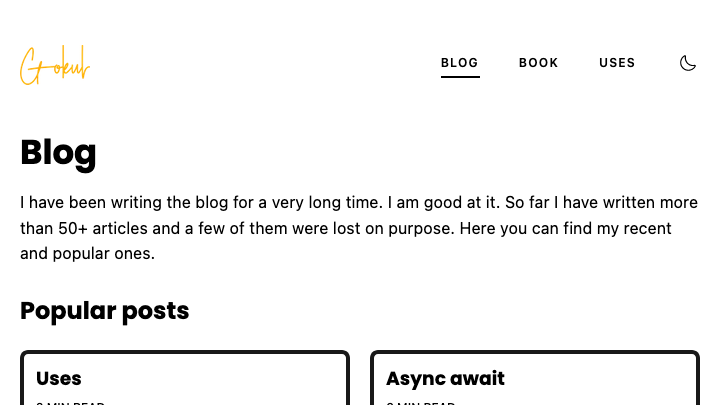 Gokul
BLOG BOOK USES
Blog
I have been writing the blog for a very long time. I am good at it. So far I have written more
than 50+ articles and a few of them were lost on purpose. Here you can find my recent
and popular ones.
Popular posts
Uses Async await